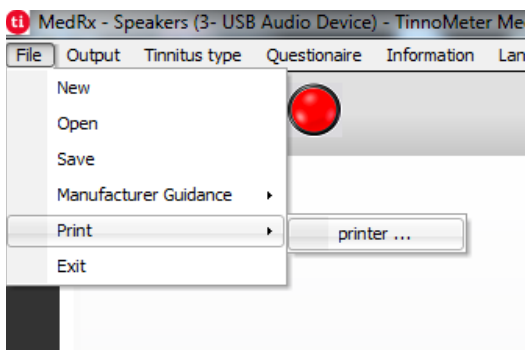 ti MedRx - Speakers (3- USB Audio Device) - TinnoMeter
File Output Tinnitus type Questionaire Information
New
Open
Save
Manufacturer Guidance
Print
printer ...
Exit